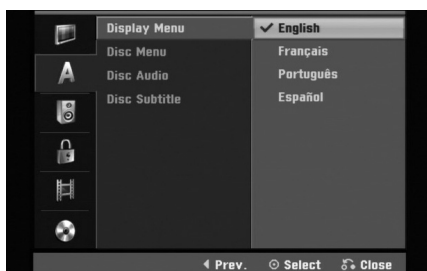 Display Menu
Disc Menu
Disc Audio
Disc Subtitle
✔ English
Français
Português
Español
A
◀ Prev. ⊙ Select Close